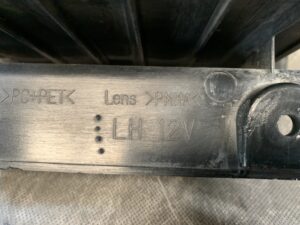 >PC+PET< Lens >PMMA<
LH 12V